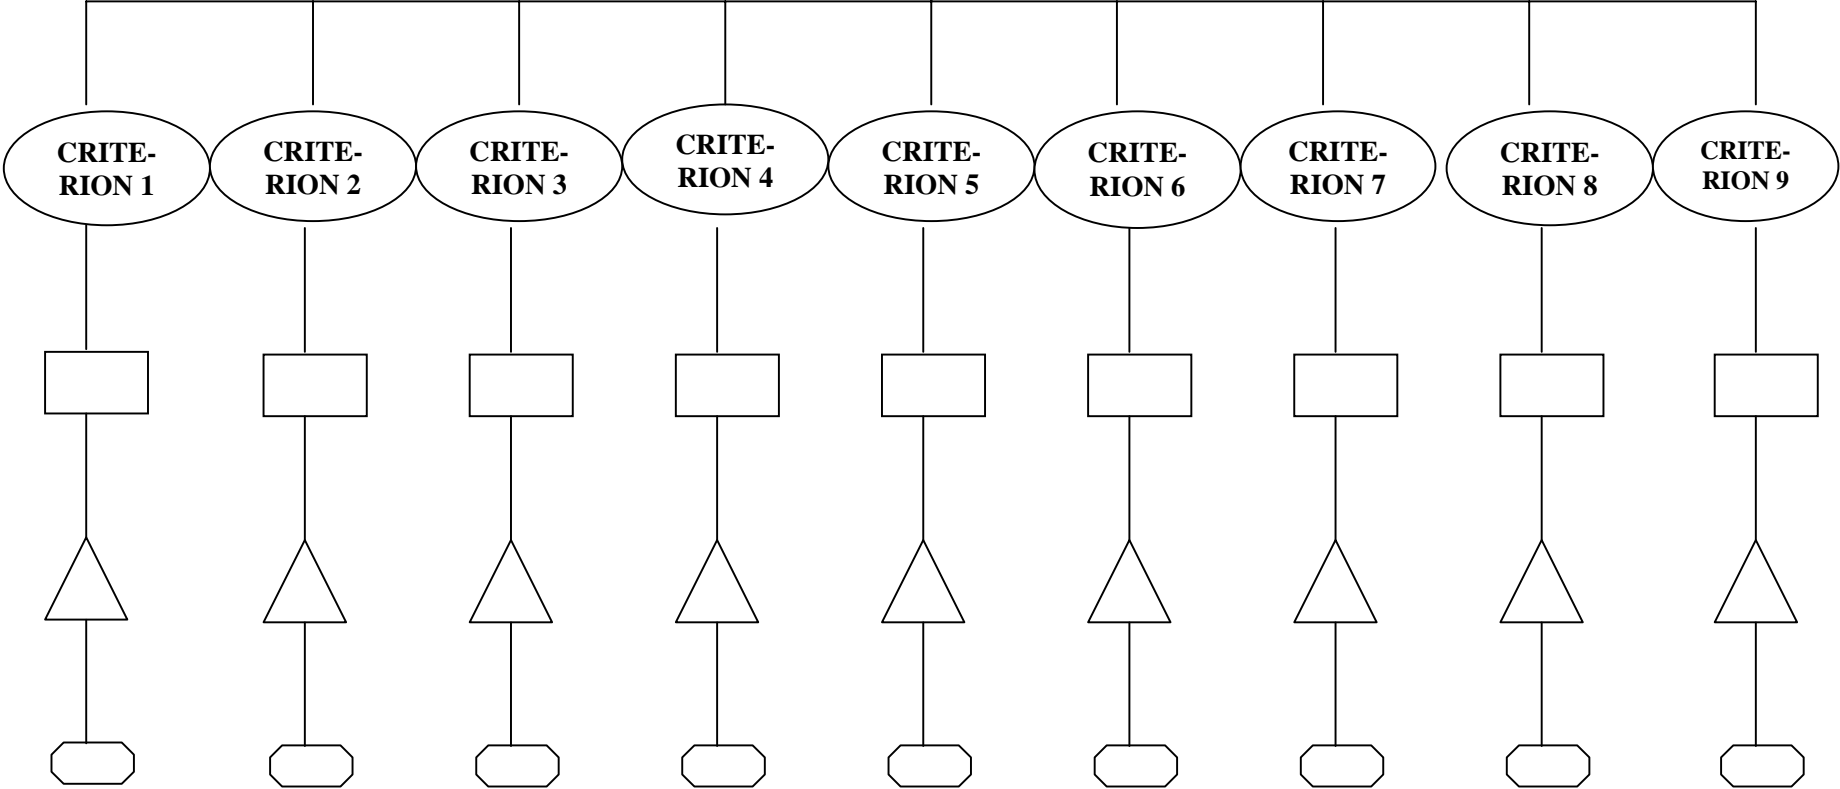 CRITE-
RION 1
CRITE-
RION 2
CRITE-
RION 3
CRITE-
RION 4
CRITE-
RION 5
CRITE-
RION 6
CRITE-
RION 7
CRITE-
RION 8
CRITE-
RION 9